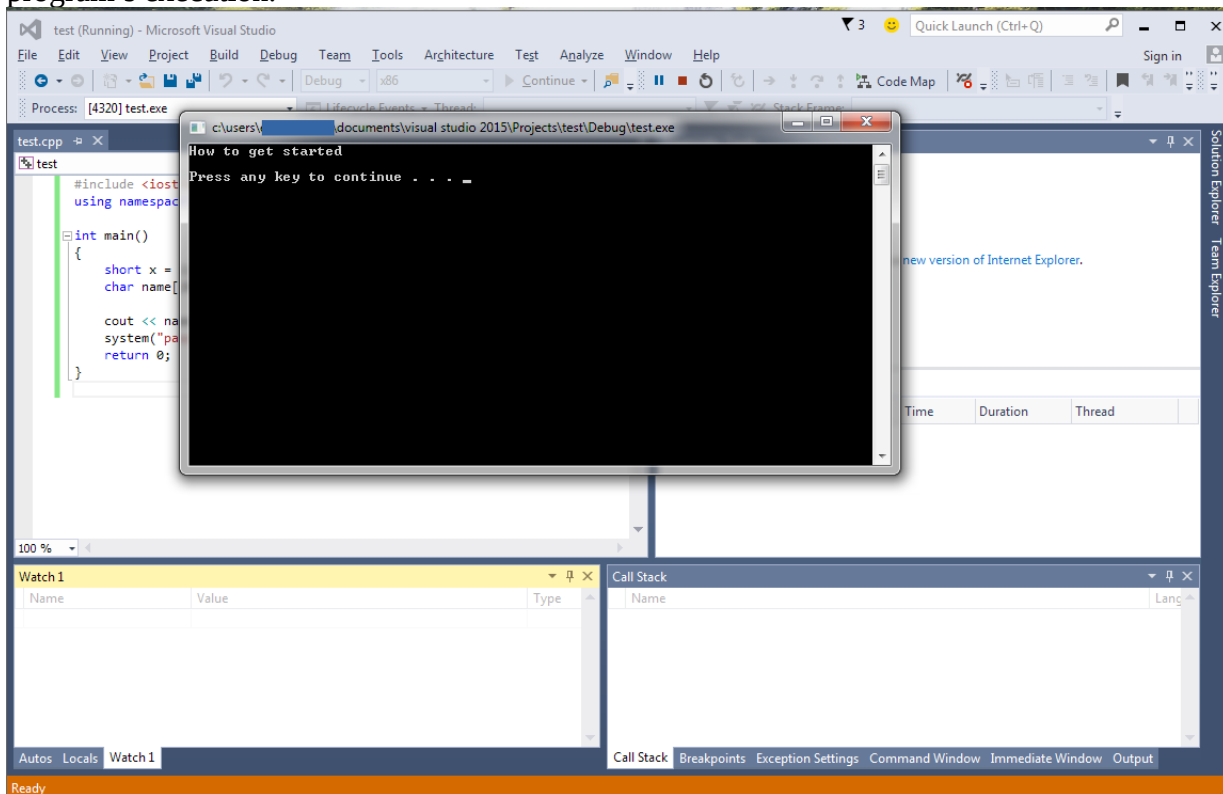 program's execution.
test (Running) - Microsoft Visual Studio
3
Quick Launch (Ctrl+Q)
File Edit View Project Build Debug Team Tools Architecture Test Analyze Window Help
Sign in
Debug x86 Continue Code Map
Process: [4320] test.exe Lifecycle Events Thread: Stack Frame:
c:\users\ \documents\visual studio 2015\Projects\test\Debug\test.exe
How to get started
Press any key to continue . . . _
test.cpp
test
#include <iost
using namespac
int main()
{
short x =
char name[
cout << na
system("pa
return 0;
}
new version of Internet Explorer.
Time Duration Thread
Solution Explorer
Team Explorer
100 %
Watch 1
Name Value Type
Call Stack
Name Lang
Autos Locals Watch 1
Call Stack Breakpoints Exception Settings Command Window Immediate Window Output
Ready